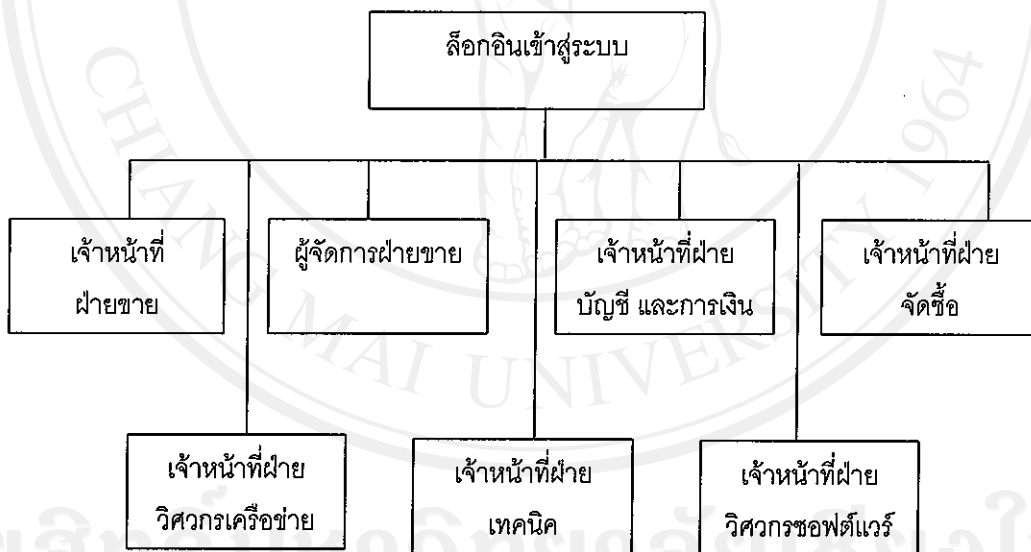 ล็อกอินเข้าสู่ระบบ
เจ้าหน้าที่
ฝ่ายขาย
ผู้จัดการฝ่ายขาย
เจ้าหน้าที่ฝ่าย
บัญชี และการเงิน
เจ้าหน้าที่ฝ่าย
จัดซื้อ
เจ้าหน้าที่ฝ่าย
วิศวกรเครือข่าย
เจ้าหน้าที่ฝ่าย
เทคนิค
เจ้าหน้าที่ฝ่าย
วิศวกรซอฟต์แวร์
CHIANG MAI UNIVERSITY 1964